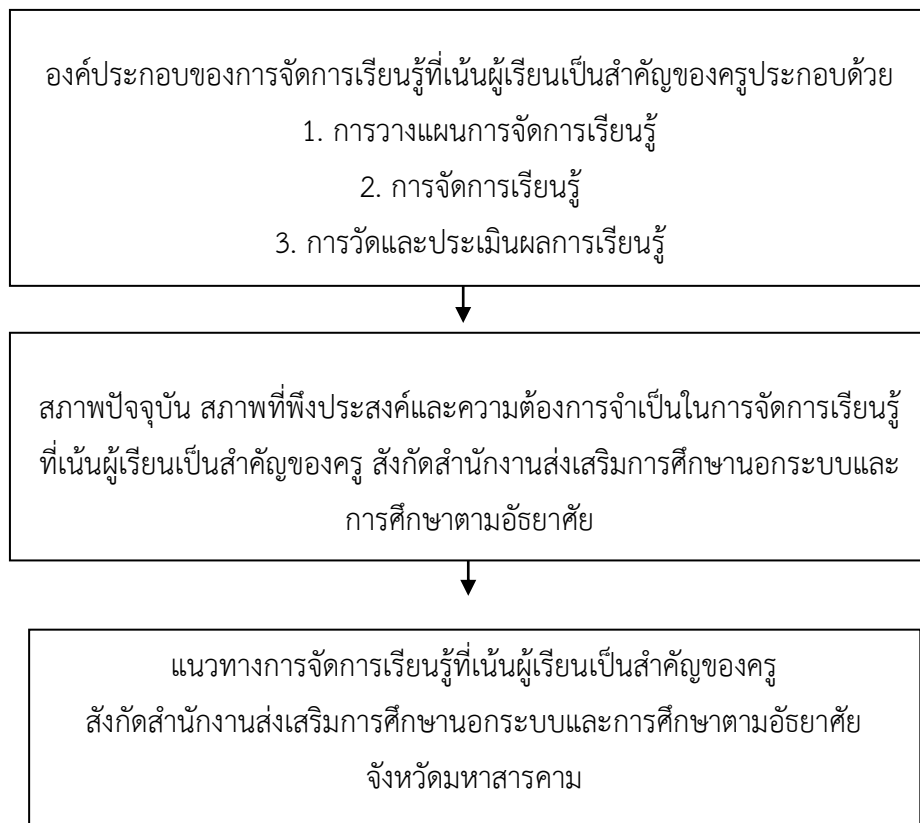 องค์ประกอบของการจัดการเรียนรู้ที่เน้นผู้เรียนเป็นสำคัญของครูประกอบด้วย
1. การวางแผนการจัดการเรียนรู้
2. การจัดการเรียนรู้
3. การวัดและประเมินผลการเรียนรู้
สภาพปัจจุบัน สภาพที่พึงประสงค์และความต้องการจำเป็นในการจัดการเรียนรู้
ที่เน้นผู้เรียนเป็นสำคัญของครู สังกัดสำนักงานส่งเสริมการศึกษานอกระบบและ
การศึกษาตามอัธยาศัย
แนวทางการจัดการเรียนรู้ที่เน้นผู้เรียนเป็นสำคัญของครู
สังกัดสำนักงานส่งเสริมการศึกษานอกระบบและการศึกษาตามอัธยาศัย
จังหวัดมหาสารคาม